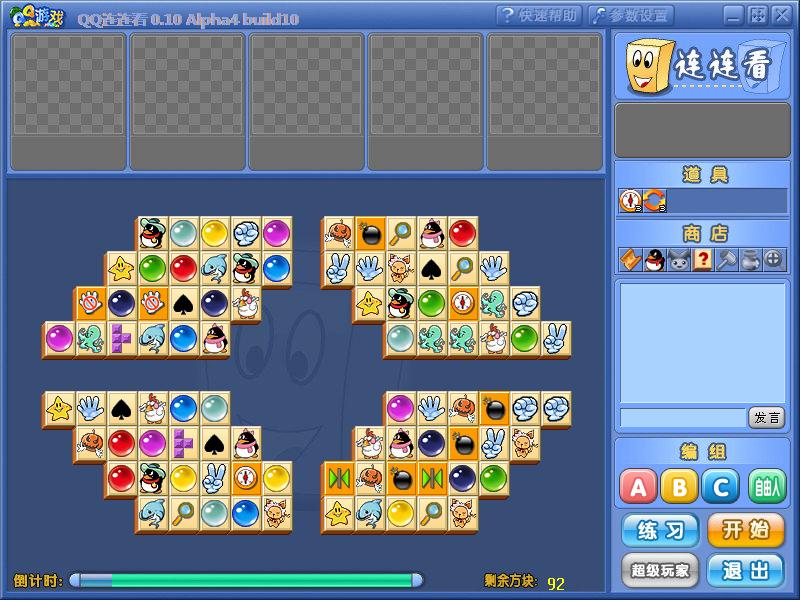 QQ游戏 QQ连连看 0.10 Alpha4 build10 ? 快速帮助 参数设置
连连看
道具
3 3
商店
?
发言
编组
A B C 自由人
练习 开始
超级玩家 退出
倒计时: 剩余方块: 92